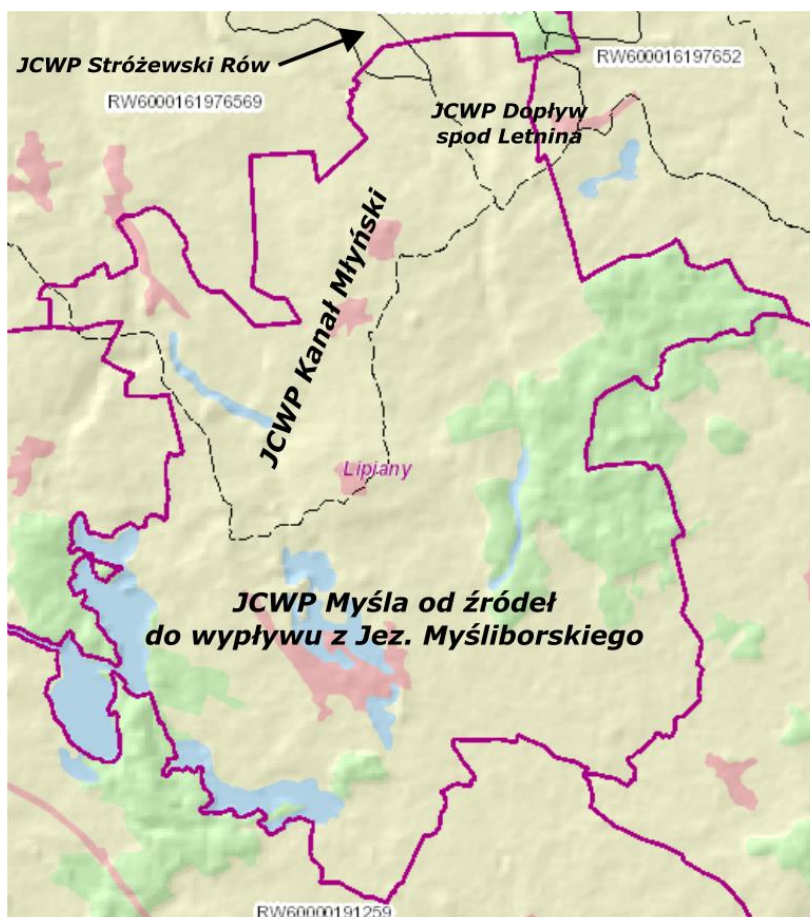 JCWP Stróżewski Rów
RW600016197652
RW6000161976569
JCWP Dopływ
spod Letnina
JCWP Kanał Młyński
Lipiany
JCWP Myśla od źródeł
do wypływu z Jez. Myśliborskiego
RW60000191259